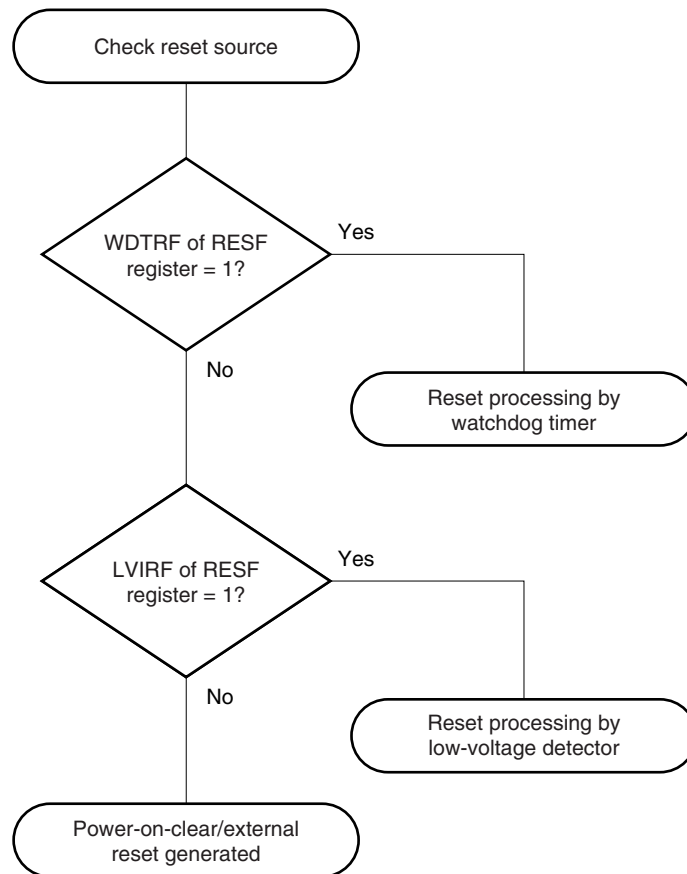 Check reset source
WDTRF of RESF
register = 1?
Yes
No
Reset processing by
watchdog timer
LVIRF of RESF
register = 1?
Yes
No
Reset processing by
low-voltage detector
Power-on-clear/external
reset generated